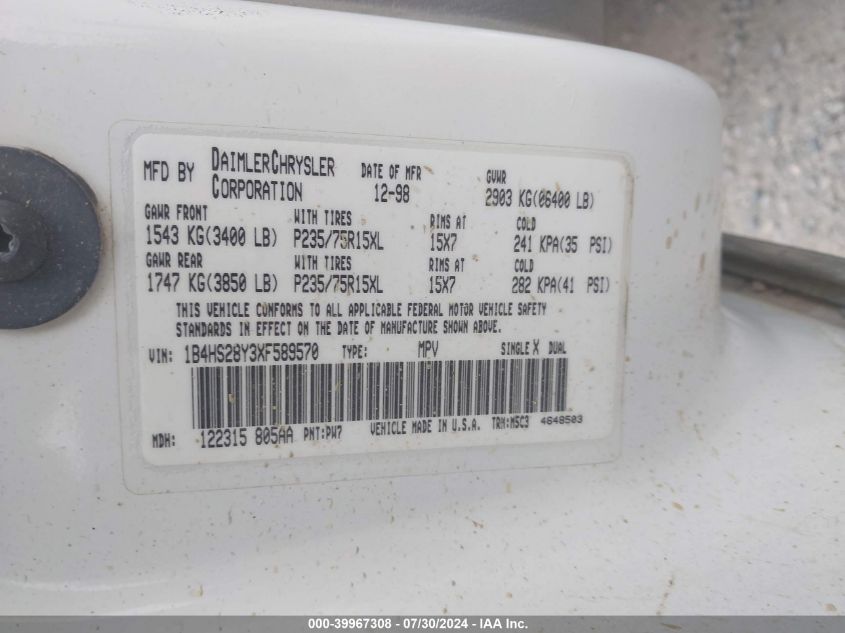 MFD BY DAIMLERCHRYSLER CORPORATION DATE OF MFR 12-98 GVWR 2903 KG(06400 LB)
GAWR FRONT WITH TIRES RIMS AT COLD
1543 KG(3400 LB) P235/75R15XL 15X7 241 KPA(35 PSI)
GAWR REAR WITH TIRES RIMS AT COLD
1747 KG(3850 LB) P235/75R15XL 15X7 282 KPA(41 PSI)
THIS VEHICLE CONFORMS TO ALL APPLICABLE FEDERAL MOTOR VEHICLE SAFETY
STANDARDS IN EFFECT ON THE DATE OF MANUFACTURE SHOWN ABOVE.
VIN: 1B4HS28Y3XF589570 TYPE: MPV SINGLE X DUAL
MDH: 122315 805AA PNT:PW7 VEHICLE MADE IN U.S.A. TRM:M5C3 4648503
000-39967308 / 07/30/2024 - IAA Inc.